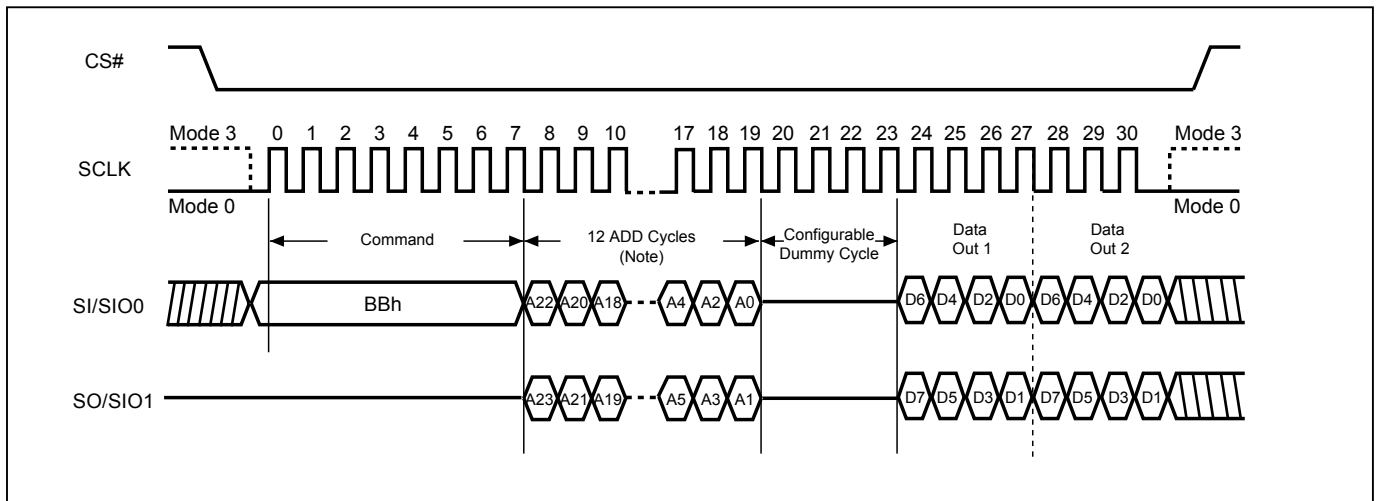 CS#
Mode 3 0 1 2 3 4 5 6 7 8 9 10 17 18 19 20 21 22 23 24 25 26 27 28 29 30 Mode 3
SCLK
Mode 0 Mode 0
Command
12 ADD Cycles
(Note)
Configurable
Dummy Cycle
Data
Out 1
Data
Out 2
SI/SIO0 BBh A22 A20 A18 A4 A2 A0 D6 D4 D2 D0 D6 D4 D2 D0
SO/SIO1 A23 A21 A19 A5 A3 A1 D7 D5 D3 D1 D7 D5 D3 D1